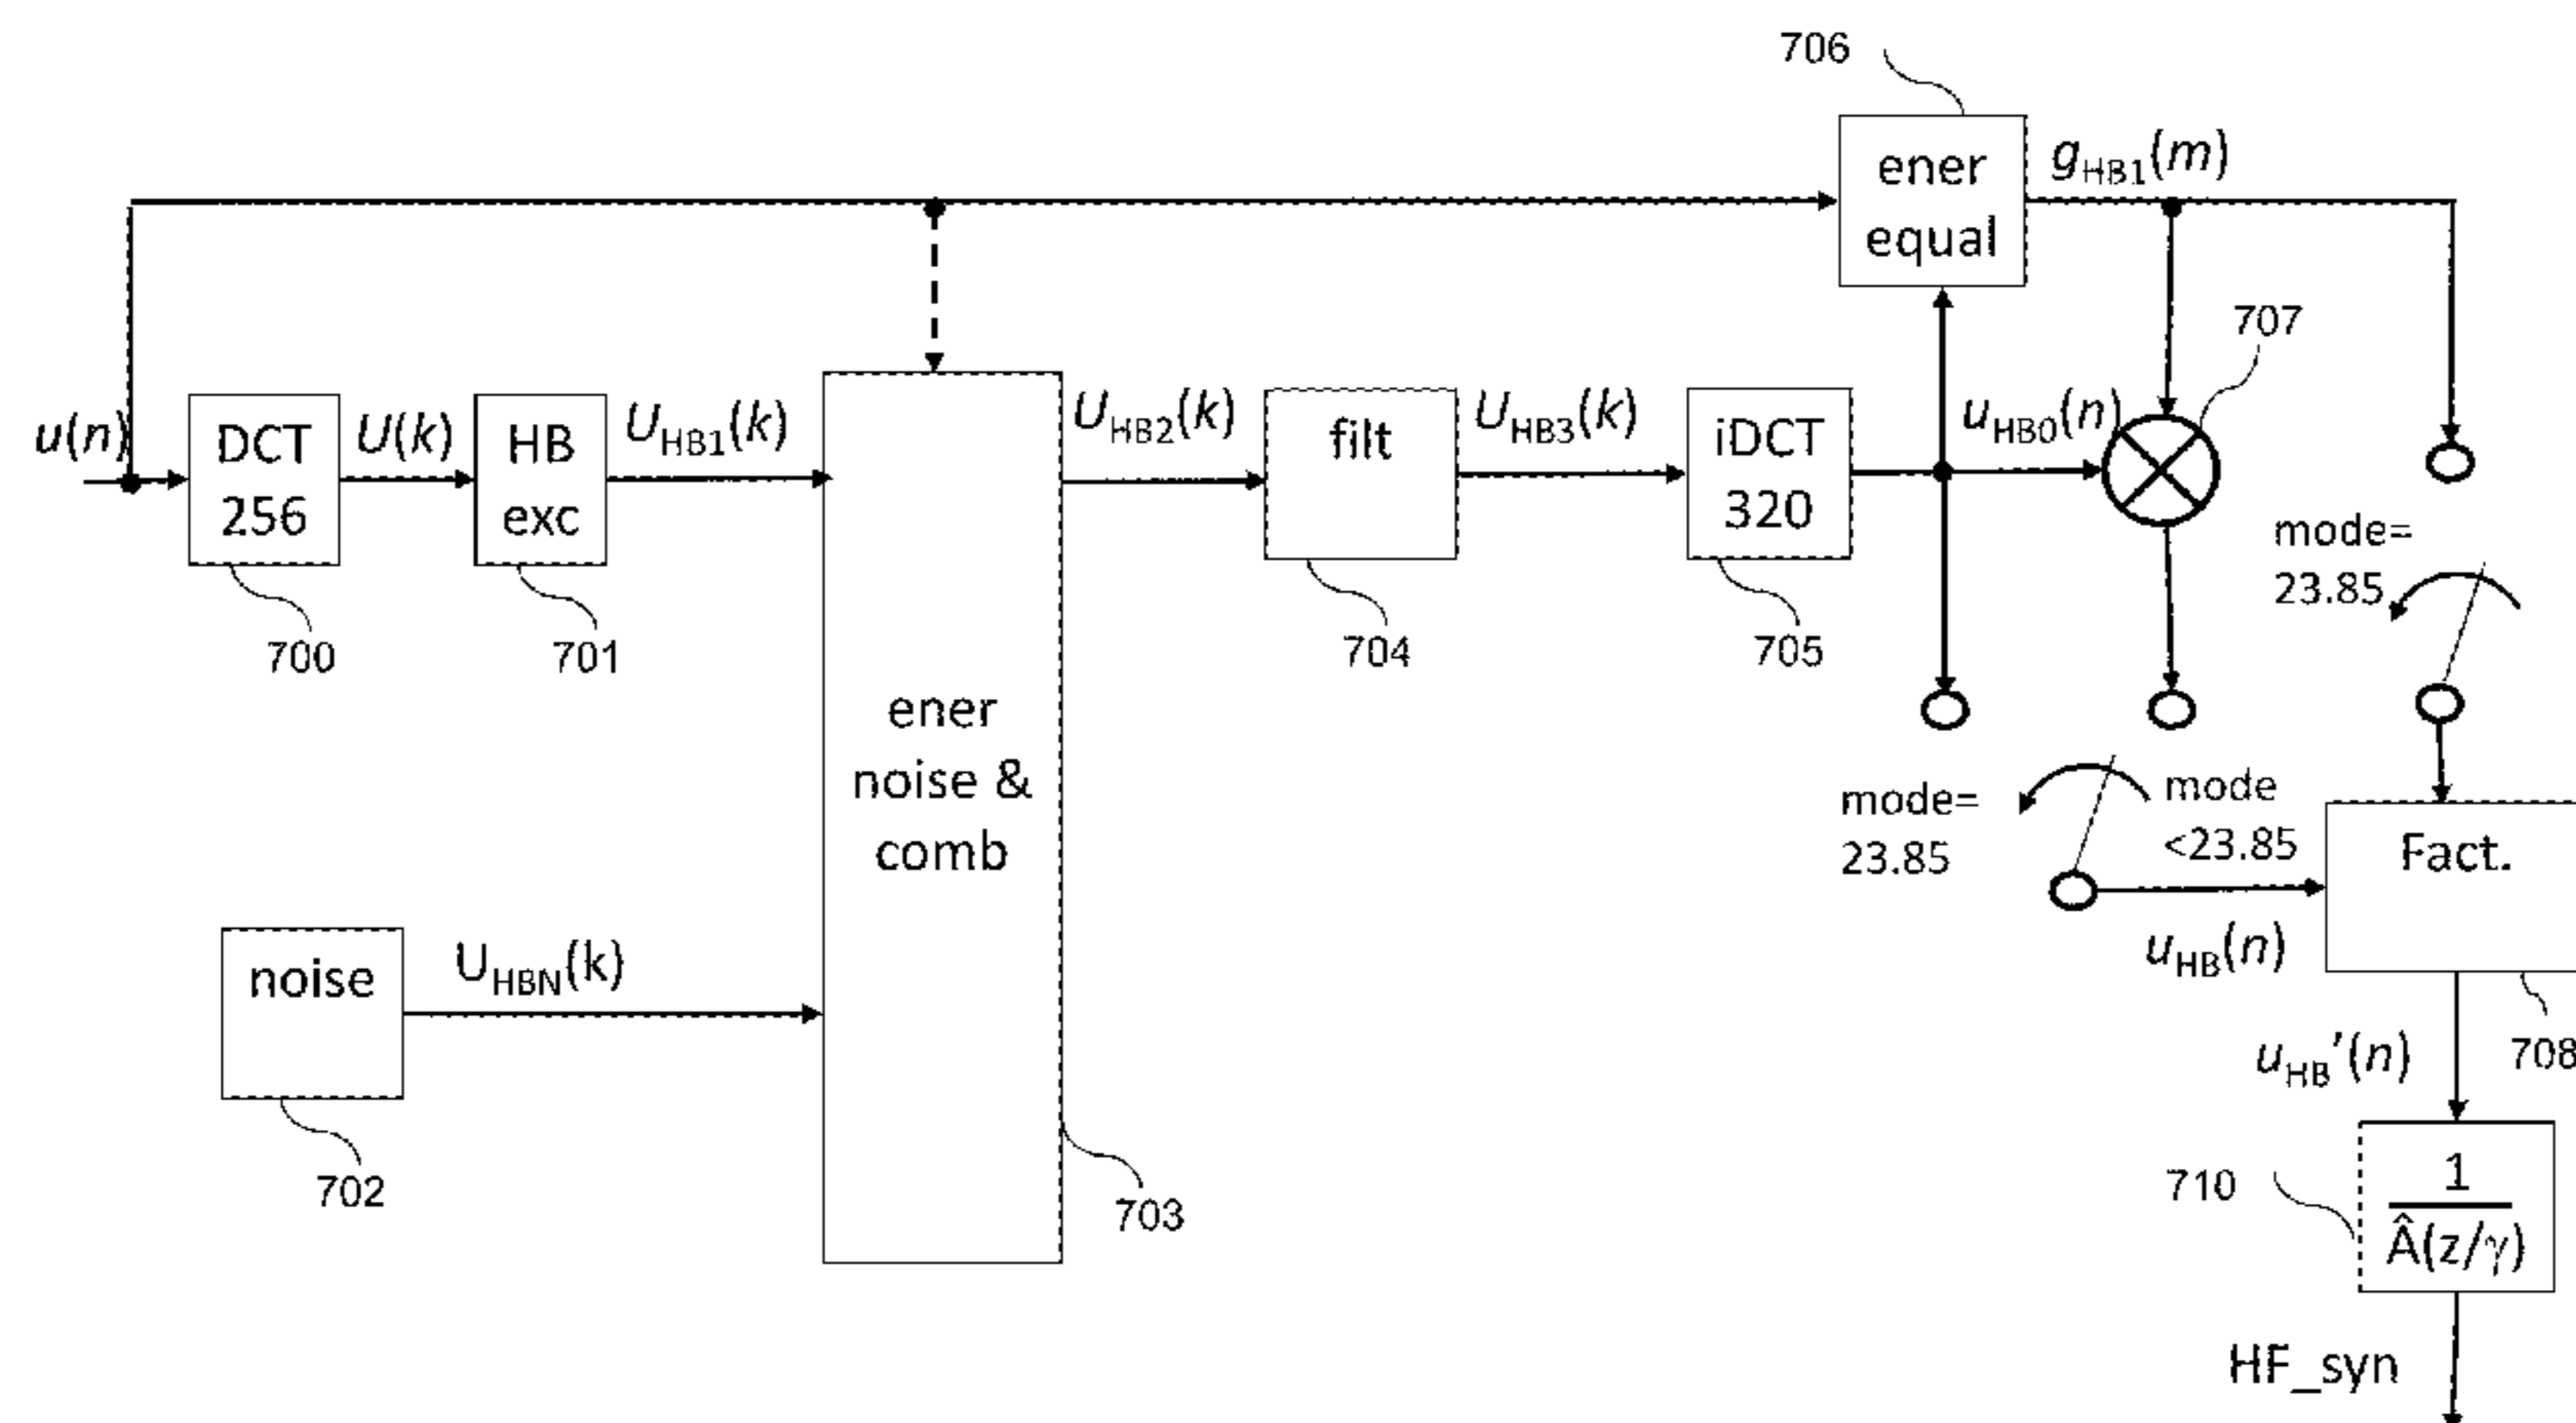 706
ener
equal
g_HB1(m)
707
u(n)
DCT
256
U(k)
HB
exc
U_HB1(k)
U_HB2(k)
filt
U_HB3(k)
iDCT
320
u_HB0(n)
mode=
23.85
700
701
704
705
ener
noise &
comb
mode=
23.85
mode
<23.85
Fact.
u_HB(n)
noise
U_HBN(k)
708
u_HB'(n)
702
703
710
1
Â(z/γ)
HF_syn